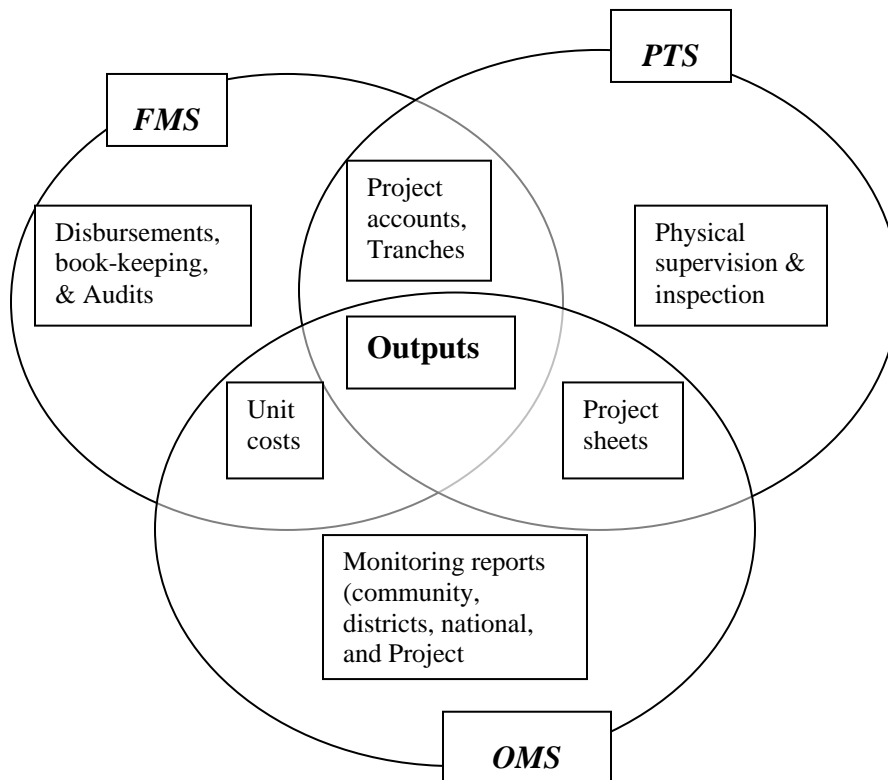 PTS
FMS
Project
accounts,
Tranches
Disbursements,
book-keeping,
& Audits
Physical
supervision &
inspection
Outputs
Unit
costs
Project
sheets
Monitoring reports
(community,
districts, national,
and Project
OMS